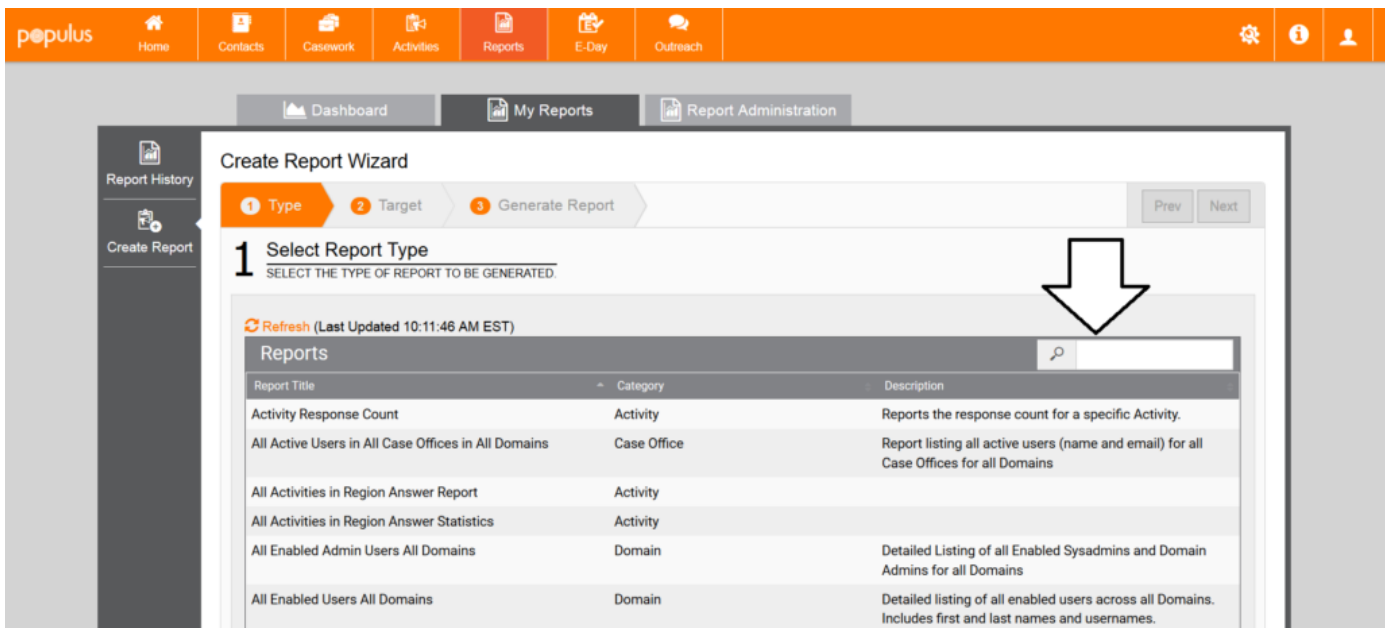 populus
Home
Contacts
Casework
Activities
Reports
E-Day
Outreach
Dashboard
My Reports
Report Administration
Report History
Create Report
Create Report Wizard
1 Type
2 Target
3 Generate Report
Prev
Next
1 Select Report Type
SELECT THE TYPE OF REPORT TO BE GENERATED.
Refresh (Last Updated 10:11:46 AM EST)
Reports
Report Title Category Description
Activity Response Count Activity Reports the response count for a specific Activity.
All Active Users in All Case Offices in All Domains Case Office Report listing all active users (name and email) for all
Case Offices for all Domains
All Activities in Region Answer Report Activity
All Activities in Region Answer Statistics Activity
All Enabled Admin Users All Domains Domain Detailed Listing of all Enabled Sysadmins and Domain
Admins for all Domains
All Enabled Users All Domains Domain Detailed listing of all enabled users across all Domains.
Includes first and last names and usernames.